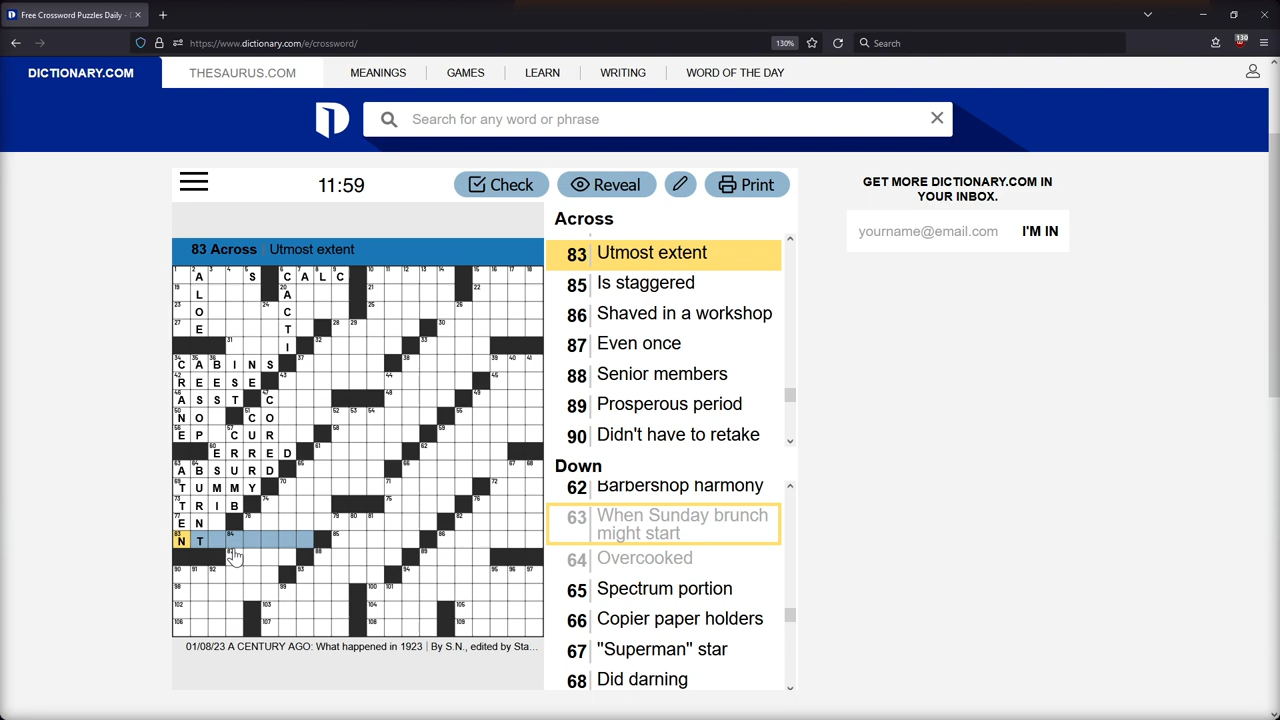 Free Crossword Puzzles Daily -
https://www.dictionary.com/e/crossword/
130%
Search
130
DICTIONARY.COM
THESAURUS.COM
MEANINGS
GAMES
LEARN
WRITING
WORD OF THE DAY
Search for any word or phrase
11:59
Check
Reveal
Print
GET MORE DICTIONARY.COM IN
YOUR INBOX.
yourname@email.com
I'M IN
83 Across Utmost extent
Across
83 Utmost extent
85 Is staggered
86 Shaved in a workshop
87 Even once
88 Senior members
89 Prosperous period
90 Didn't have to retake
Down
62 Barbershop harmony
63 When Sunday brunch
might start
64 Overcooked
65 Spectrum portion
66 Copier paper holders
67 "Superman" star
68 Did darning
A S C A L C
L A
O C
E T
I
C A B I N S
R E E S E
A S S T C
N O C O
E P C U R
E R R E D
A B S U R D
T U M M Y
T R I B
E N
N T
01/08/23 A CENTURY AGO: What happened in 1923 | By S.N., edited by Sta...